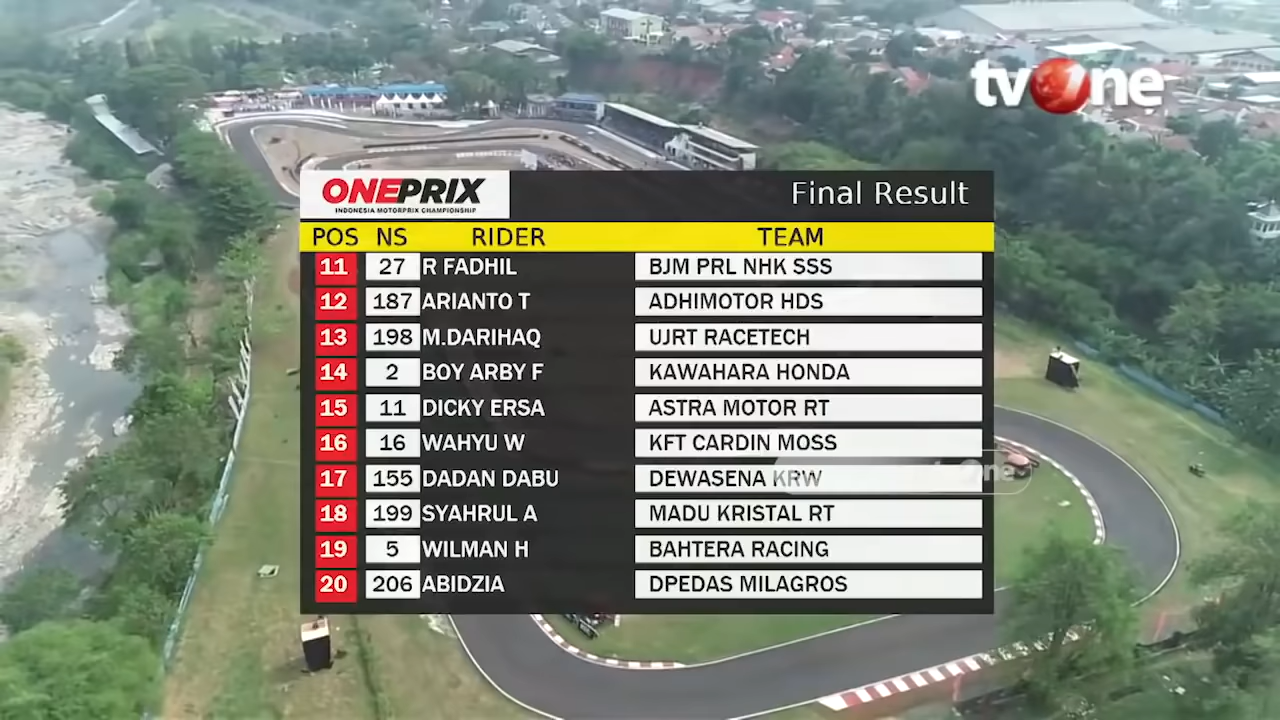 tvOne
ONEPRIX
INDONESIA MOTORPRIX CHAMPIONSHIP
Final Result
POS NS RIDER TEAM
11 27 R FADHIL BJM PRL NHK SSS
12 187 ARIANTO T ADHIMOTOR HDS
13 198 M.DARIHAQ UJRT RACETECH
14 2 BOY ARBY F KAWAHARA HONDA
15 11 DICKY ERSA ASTRA MOTOR RT
16 16 WAHYU W KFT CARDIN MOSS
17 155 DADAN DABU DEWASENA KRW
18 199 SYAHRUL A MADU KRISTAL RT
19 5 WILMAN H BAHTERA RACING
20 206 ABIDZIA DPEDAS MILAGROS